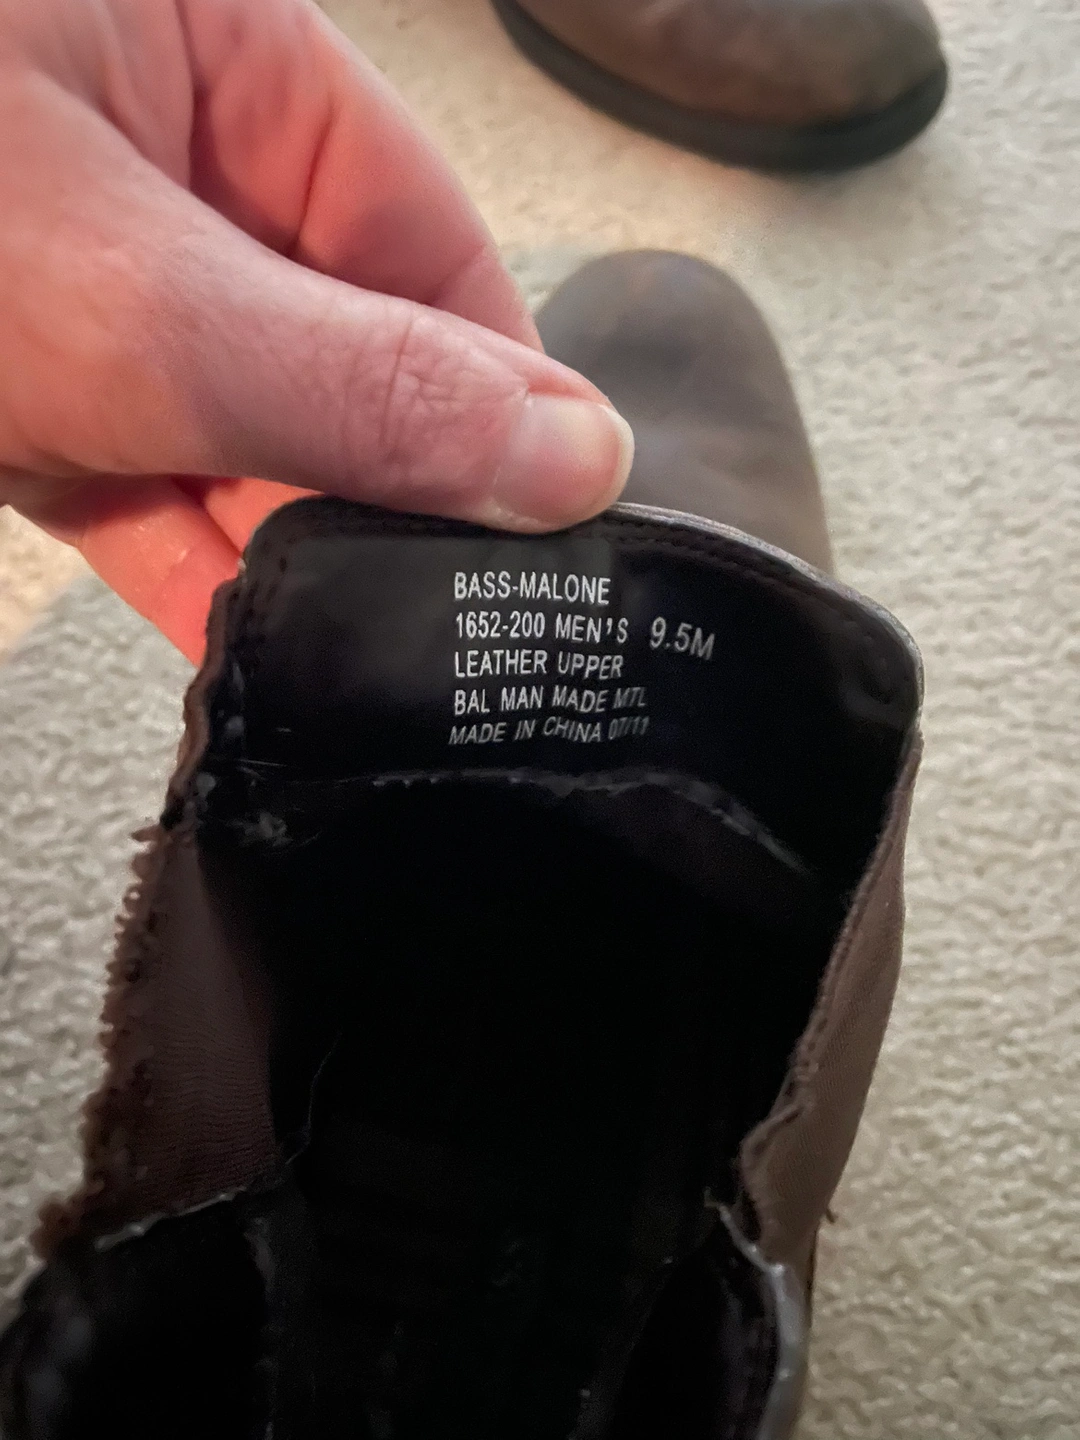 BASS-MALONE
1652-200 MEN'S 9.5M
LEATHER UPPER
BAL MAN MADE MTL
MADE IN CHINA 07/11